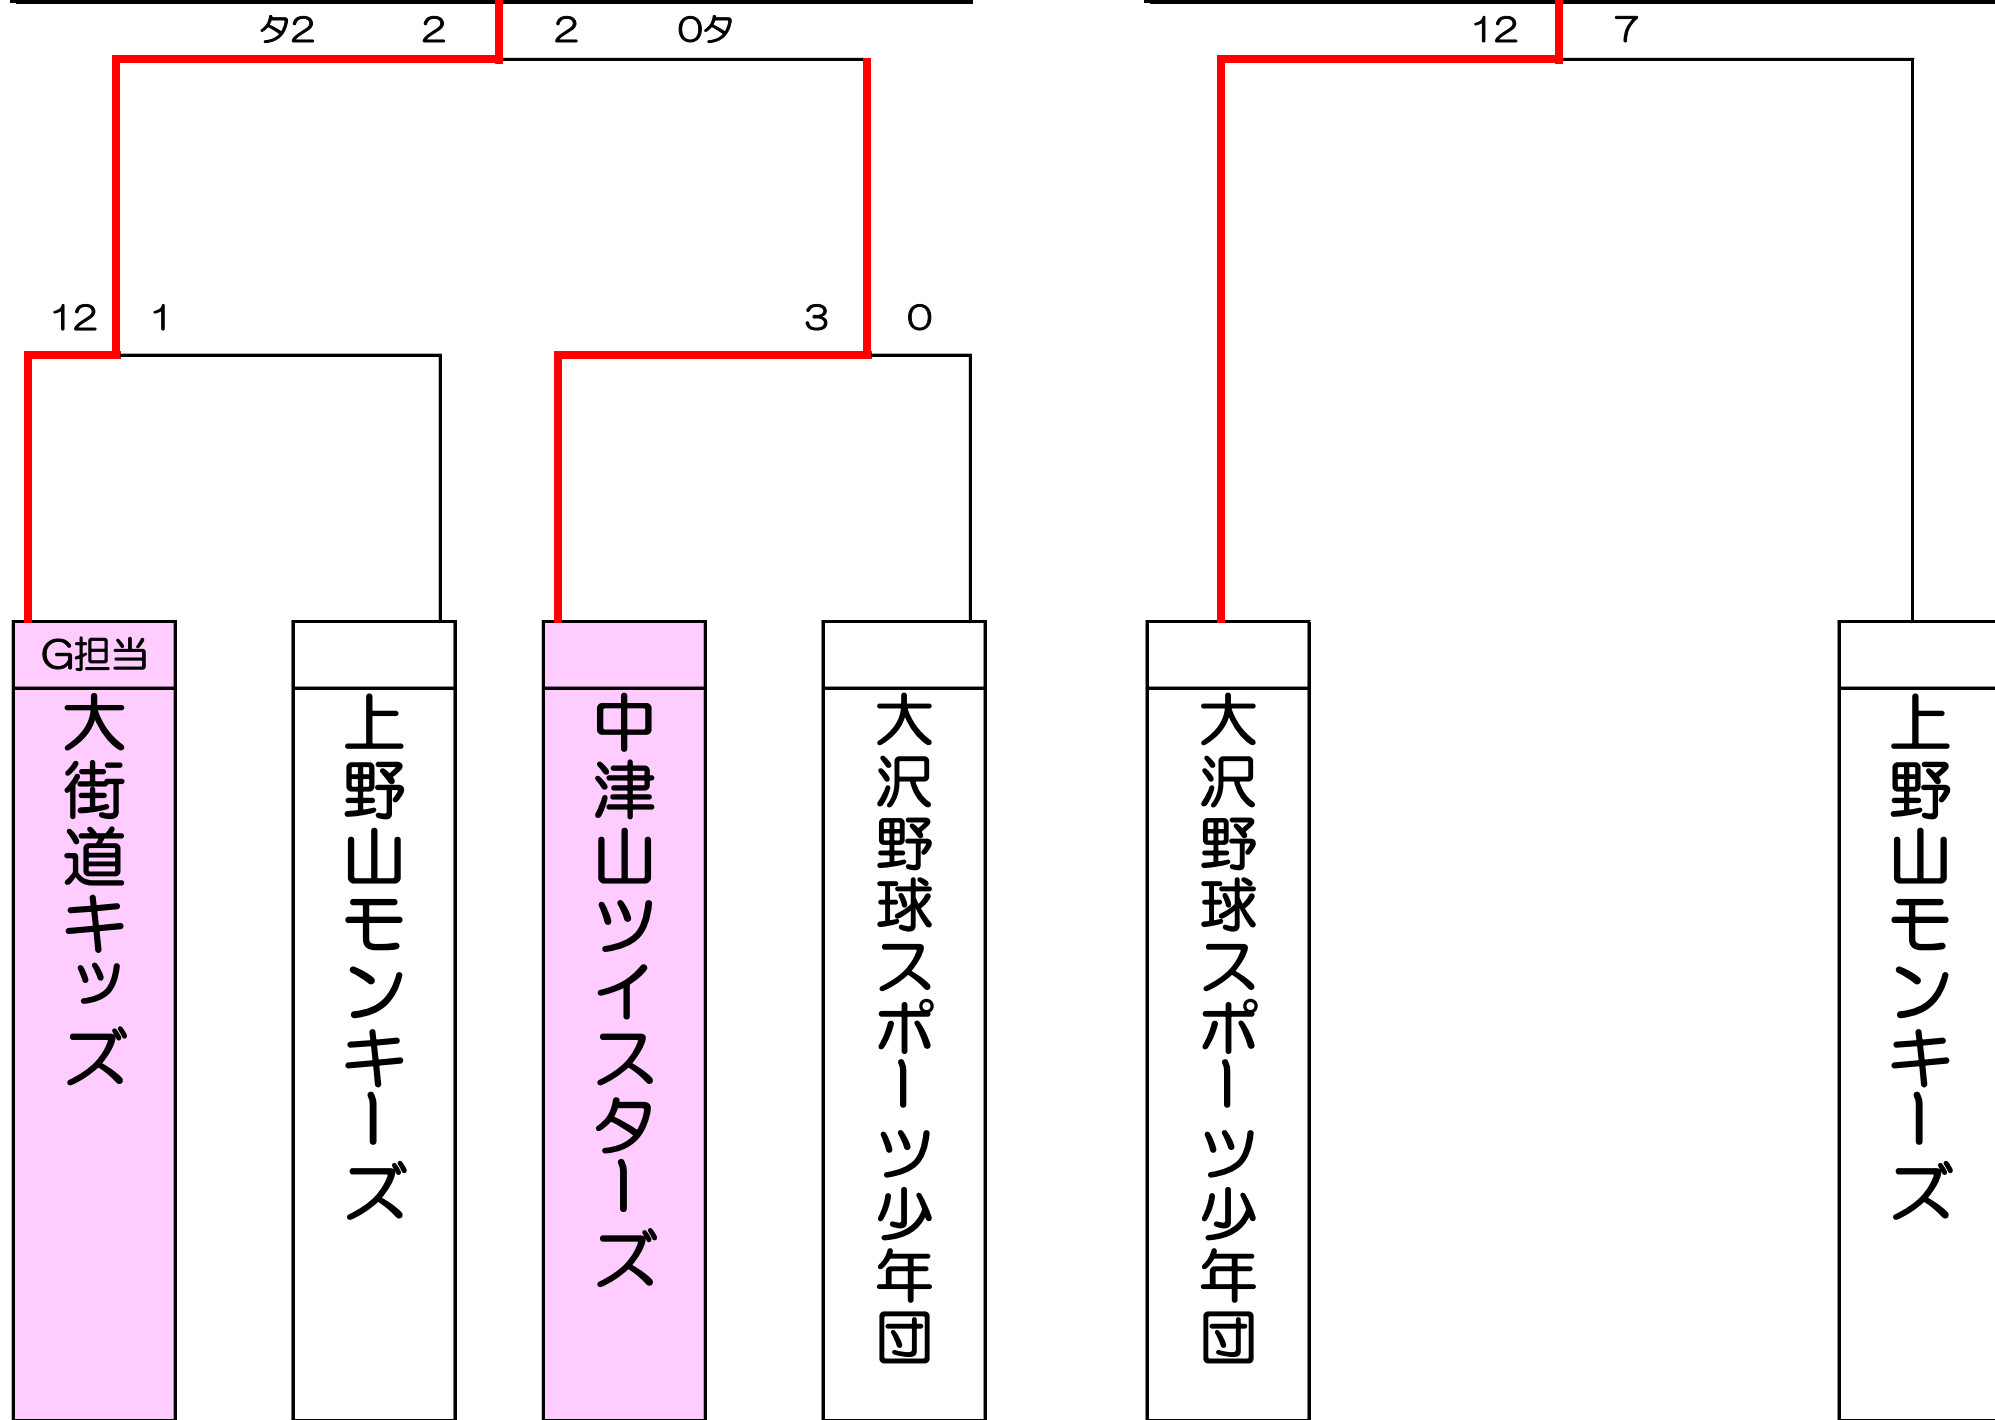 タ2 2 2 0タ 12 7
12 1 3 0
G担当
大街道キッズ
上野山モンキーズ
中津山ツイスターズ
大沢野球スポーツ少年団
大沢野球スポーツ少年団
上野山モンキーズ